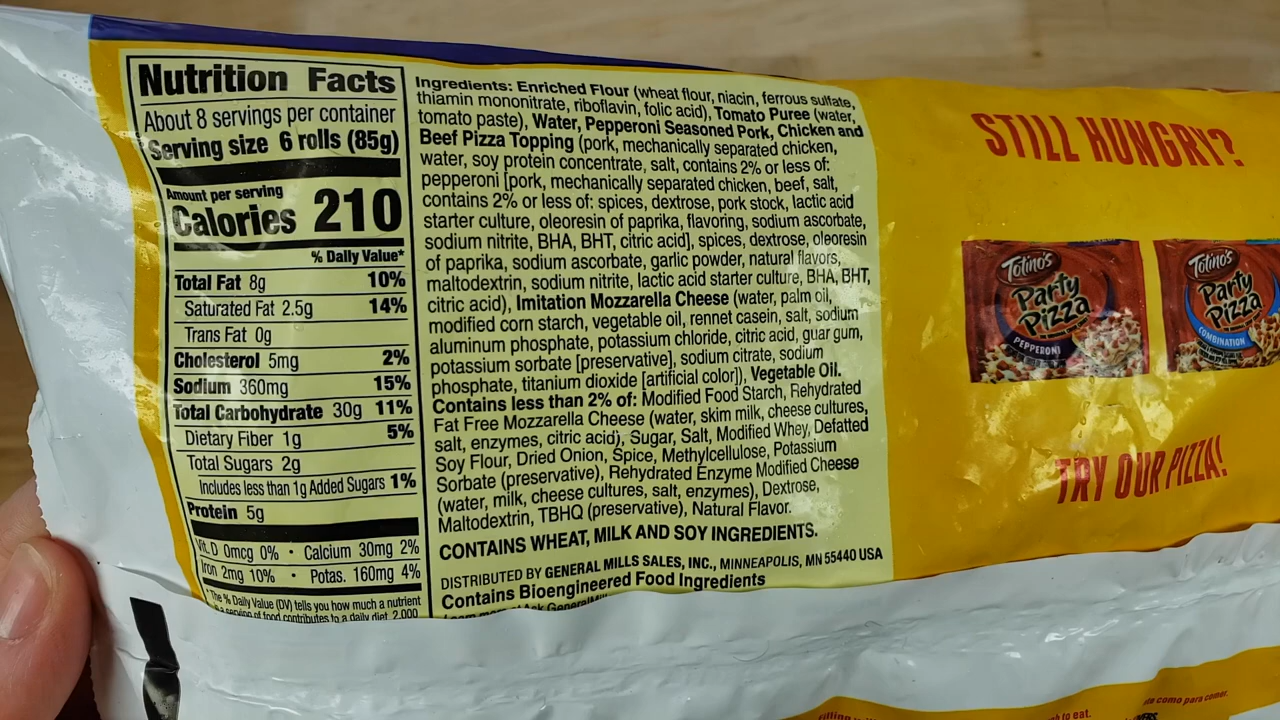 Nutrition Facts
About 8 servings per container
Serving size 6 rolls (85g)
Amount per serving
Calories 210
% Daily Value*
Total Fat 8g 10%
Saturated Fat 2.5g 14%
Trans Fat 0g
Cholesterol 5mg 2%
Sodium 360mg 15%
Total Carbohydrate 30g 11%
Dietary Fiber 1g 5%
Total Sugars 2g
Includes less than 1g Added Sugars 1%
Protein 5g
Vit. D 0mcg 0% • Calcium 30mg 2%
Iron 2mg 10% • Potas. 160mg 4%
* The % Daily Value (DV) tells you how much a nutrient
a serving of food contributes to a daily diet 2,000
Ingredients: Enriched Flour (wheat flour, niacin, ferrous sulfate,
thiamin mononitrate, riboflavin, folic acid), Tomato Puree (water,
tomato paste), Water, Pepperoni Seasoned Pork, Chicken and
Beef Pizza Topping (pork, mechanically separated chicken,
water, soy protein concentrate, salt, contains 2% or less of:
pepperoni [pork, mechanically separated chicken, beef, salt,
contains 2% or less of: spices, dextrose, pork stock, lactic acid
starter culture, oleoresin of paprika, flavoring, sodium ascorbate,
sodium nitrite, BHA, BHT, citric acid], spices, dextrose, oleoresin
of paprika, sodium ascorbate, garlic powder, natural flavors,
maltodextrin, sodium nitrite, lactic acid starter culture, BHA, BHT,
citric acid), Imitation Mozzarella Cheese (water, palm oil,
modified corn starch, vegetable oil, rennet casein, salt, sodium
aluminum phosphate, potassium chloride, citric acid, guar gum,
potassium sorbate [preservative], sodium citrate, sodium
phosphate, titanium dioxide [artificial color]), Vegetable Oil.
Contains less than 2% of: Modified Food Starch, Rehydrated
Fat Free Mozzarella Cheese (water, skim milk, cheese cultures,
salt, enzymes, citric acid), Sugar, Salt, Modified Whey, Defatted
Soy Flour, Dried Onion, Spice, Methylcellulose, Potassium
Sorbate (preservative), Rehydrated Enzyme Modified Cheese
(water, milk, cheese cultures, salt, enzymes), Dextrose,
Maltodextrin, TBHQ (preservative), Natural Flavor.
CONTAINS WHEAT, MILK AND SOY INGREDIENTS.
DISTRIBUTED BY GENERAL MILLS SALES, INC., MINNEAPOLIS, MN 55440 USA
Contains Bioengineered Food Ingredients
STILL HUNGRY?
Totino's
Party
Pizza
PEPPERONI
Totino's
Party
Pizza
COMBINATION
TRY OUR PIZZA!
como para comer.
to eat.